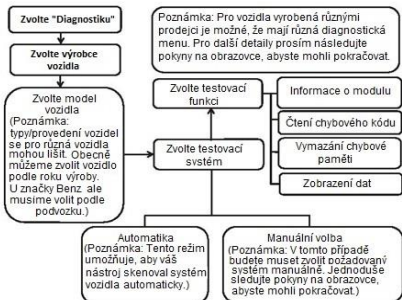 Zvolte "Diagnostiku"
Zvolte výrobce
vozidla
Zvolte model
vozidla
(Poznámka:
typy/provedení vozidel
se pro různá vozidla
mohou lišit. Obecně
můžeme zvolit vozidlo
podle roku výroby.
U značky Benz ale
musíme volit podle
podvozku.)
Poznámka: Pro vozidla vyrobená různými
prodejci je možné, že mají různá diagnostická
menu. Pro další detaily prosím následujte
pokyny na obrazovce, abyste mohli pokračovat.
Zvolte testovací
funkci
Zvolte testovací
systém
Informace o modulu
Čtení chybového kódu
Vymazání chybové
paměti
Zobrazení dat
Automatika
(Poznámka: Tento režim
umožňuje, aby váš
nástroj skenoval systém
vozidla automaticky.)
Manuální volba
(Poznámka: V tomto případě
budete muset zvolit požadovaný
systém manuálně. Jednoduše
sledujte pokyny na obrazovce,
abyste mohli pokračovat.)